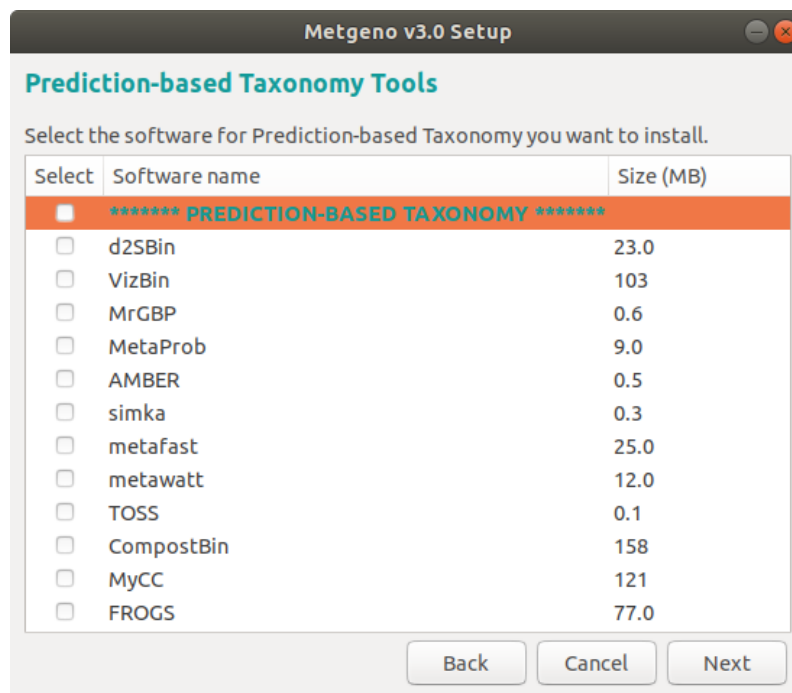 Metgeno v3.0 Setup
Prediction-based Taxonomy Tools
Select the software for Prediction-based Taxonomy you want to install.
Select Software name Size (MB)
******* PREDICTION-BASED TAXONOMY *******
d2SBin 23.0
VizBin 103
MrGBP 0.6
MetaProb 9.0
AMBER 0.5
simka 0.3
metafast 25.0
metawatt 12.0
TOSS 0.1
CompostBin 158
MyCC 121
FROGS 77.0
Back Cancel Next